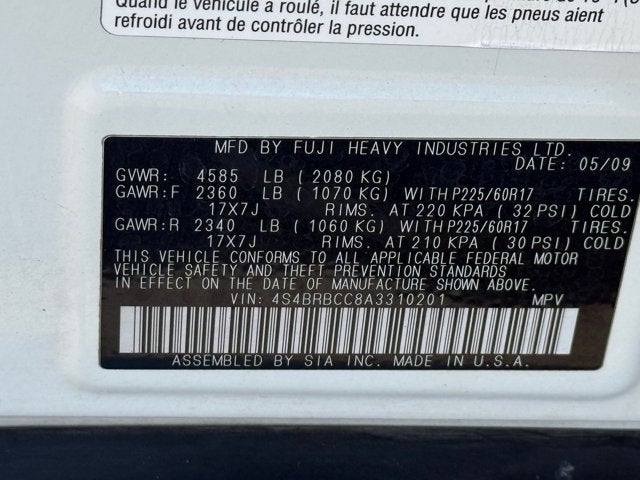 Quand le véhicule a roulé, il faut attendre que les pneus aient
refroidi avant de contrôler la pression.
MFD BY FUJI HEAVY INDUSTRIES LTD.
DATE: 05/09
GVWR: 4585 LB ( 2080 KG)
GAWR:F 2360 LB ( 1070 KG) WITH P225/60R17 TIRES.
17X7J RIMS. AT 220 KPA ( 32 PSI) COLD
GAWR:R 2340 LB ( 1060 KG) WITH P225/60R17 TIRES.
17X7J RIMS. AT 210 KPA ( 30 PSI) COLD
THIS VEHICLE CONFORMS TO ALL APPLICABLE FEDERAL MOTOR
VEHICLE SAFETY AND THEFT PREVENTION STANDARDS
IN EFFECT ON THE DATE OF MANUFACTURE SHOWN ABOVE.
VIN: 4S4BRBCC8A3310201 MPV
ASSEMBLED BY SIA INC. MADE IN U.S.A.